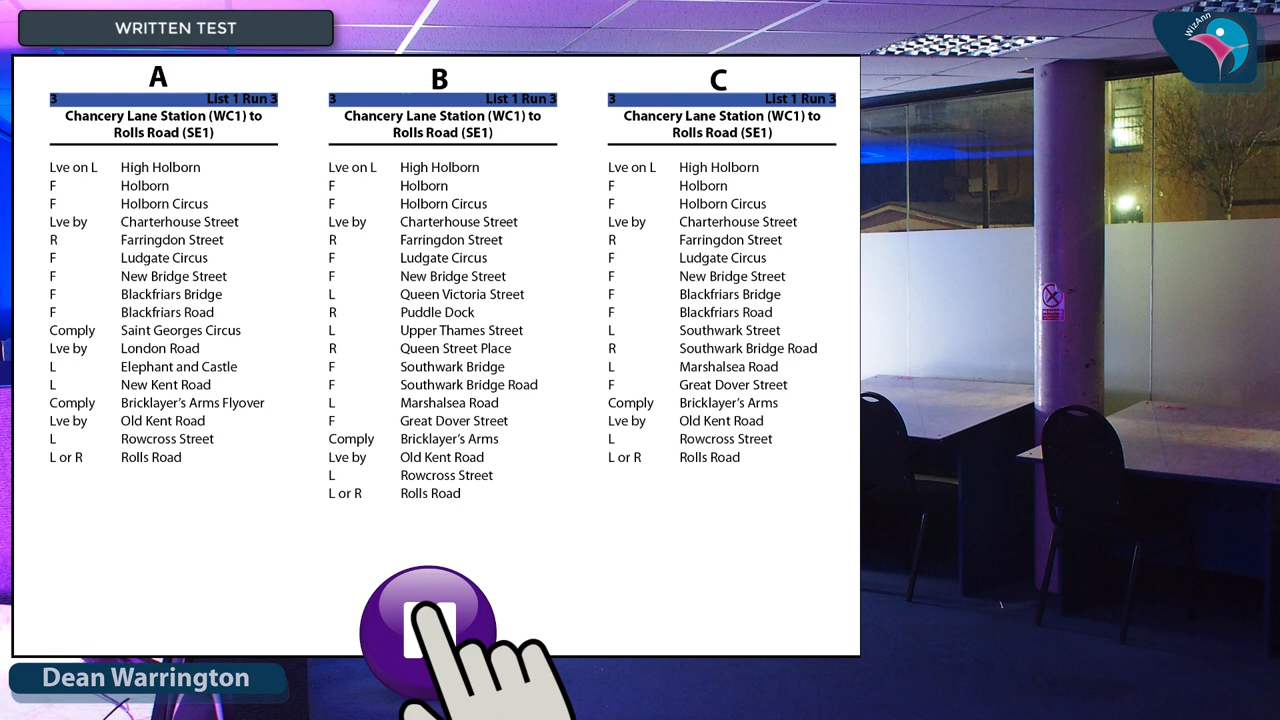 WRITTEN TEST
WizAnn
A
3 List 1 Run 3
Chancery Lane Station (WC1) to
Rolls Road (SE1)
Lve on L High Holborn
F Holborn
F Holborn Circus
Lve by Charterhouse Street
R Farringdon Street
F Ludgate Circus
F New Bridge Street
F Blackfriars Bridge
F Blackfriars Road
Comply Saint Georges Circus
Lve by London Road
L Elephant and Castle
L New Kent Road
Comply Bricklayer’s Arms Flyover
Lve by Old Kent Road
L Rowcross Street
L or R Rolls Road
B
3 List 1 Run 3
Chancery Lane Station (WC1) to
Rolls Road (SE1)
Lve on L High Holborn
F Holborn
F Holborn Circus
Lve by Charterhouse Street
R Farringdon Street
F Ludgate Circus
F New Bridge Street
L Queen Victoria Street
R Puddle Dock
L Upper Thames Street
R Queen Street Place
F Southwark Bridge
F Southwark Bridge Road
L Marshalsea Road
F Great Dover Street
Comply Bricklayer’s Arms
Lve by Old Kent Road
L Rowcross Street
L or R Rolls Road
C
3 List 1 Run 3
Chancery Lane Station (WC1) to
Rolls Road (SE1)
Lve on L High Holborn
F Holborn
F Holborn Circus
Lve by Charterhouse Street
R Farringdon Street
F Ludgate Circus
F New Bridge Street
F Blackfriars Bridge
F Blackfriars Road
L Southwark Street
R Southwark Bridge Road
L Marshalsea Road
F Great Dover Street
Comply Bricklayer’s Arms
Lve by Old Kent Road
L Rowcross Street
L or R Rolls Road
Dean Warrington